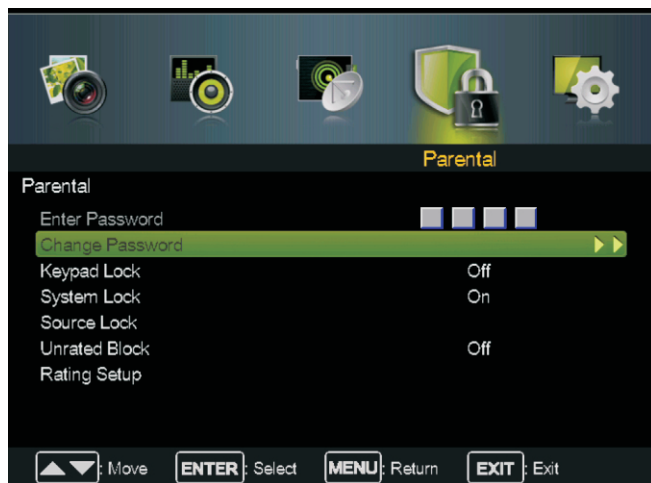 Parental
Parental
Enter Password
Change Password
Keypad Lock Off
System Lock On
Source Lock
Unrated Block Off
Rating Setup
▲▼: Move ENTER: Select MENU: Return EXIT: Exit